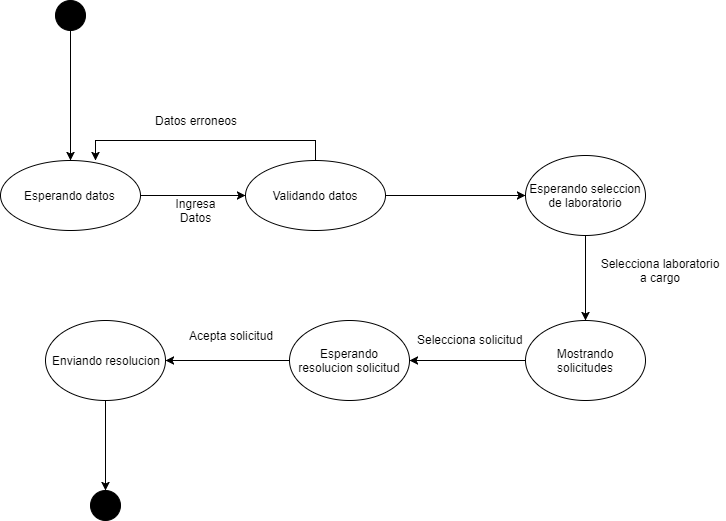 Datos erroneos
Esperando datos
Ingresa
Datos
Validando datos
Esperando seleccion
de laboratorio
Selecciona laboratorio
a cargo
Mostrando
solicitudes
Selecciona solicitud
Esperando
resolucion solicitud
Acepta solicitud
Enviando resolucion